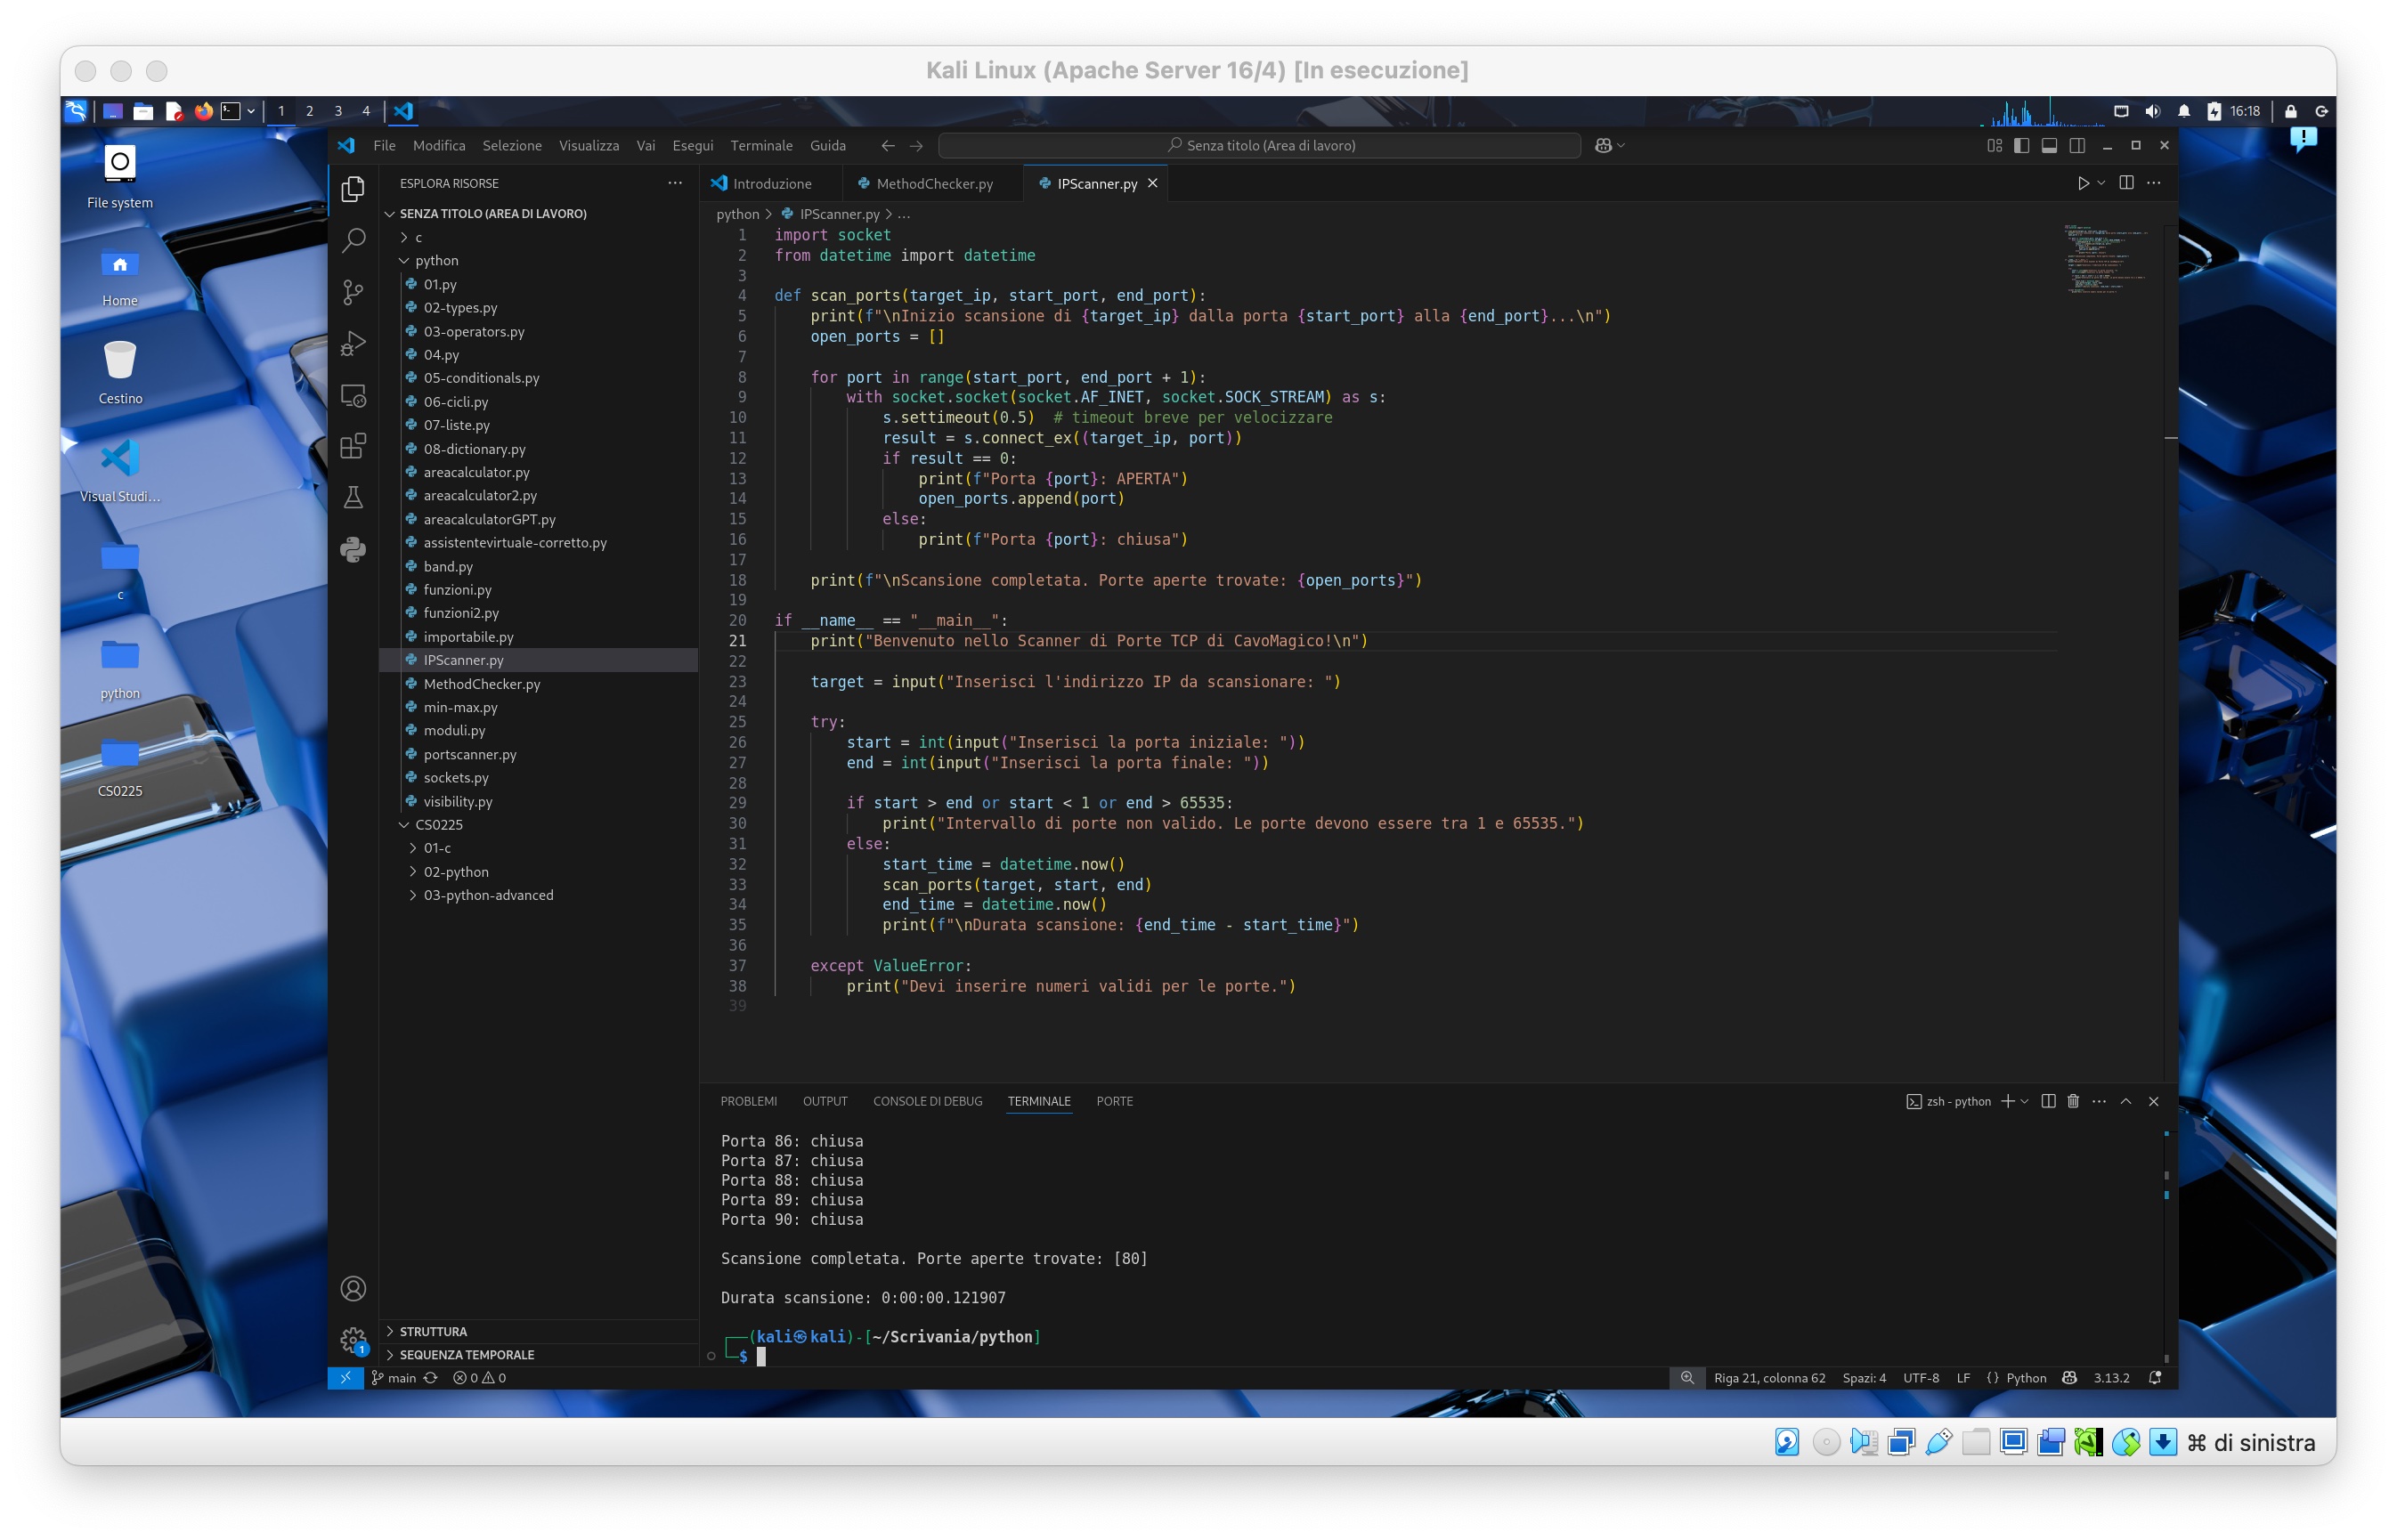 Kali Linux (Apache Server 16/4) [In esecuzione]
1 2 3 4
16:18
File system
Home
Cestino
Visual Studi...
c
python
CS0225
File Modifica Selezione Visualizza Vai Esegui Terminale Guida
Senza titolo (Area di lavoro)
ESPLORA RISORSE
SENZA TITOLO (AREA DI LAVORO)
c
python
01.py
02-types.py
03-operators.py
04.py
05-conditionals.py
06-cicli.py
07-liste.py
08-dictionary.py
areacalculator.py
areacalculator2.py
areacalculatorGPT.py
assistentevirtuale-corretto.py
band.py
funzioni.py
funzioni2.py
importabile.py
IPScanner.py
MethodChecker.py
min-max.py
moduli.py
portscanner.py
sockets.py
visibility.py
CS0225
01-c
02-python
03-python-advanced
STRUTTURA
SEQUENZA TEMPORALE
Introduzione MethodChecker.py IPScanner.py
python > IPScanner.py > ...
1 import socket
2 from datetime import datetime
3
4 def scan_ports(target_ip, start_port, end_port):
5     print(f"\nInizio scansione di {target_ip} dalla porta {start_port} alla {end_port}...\n")
6     open_ports = []
7
8     for port in range(start_port, end_port + 1):
9         with socket.socket(socket.AF_INET, socket.SOCK_STREAM) as s:
10             s.settimeout(0.5)  # timeout breve per velocizzare
11             result = s.connect_ex((target_ip, port))
12             if result == 0:
13                 print(f"Porta {port}: APERTA")
14                 open_ports.append(port)
15             else:
16                 print(f"Porta {port}: chiusa")
17
18     print(f"\nScansione completata. Porte aperte trovate: {open_ports}")
19
20 if __name__ == "__main__":
21     print("Benvenuto nello Scanner di Porte TCP di CavoMagico!\n")
22
23     target = input("Inserisci l'indirizzo IP da scansionare: ")
24
25     try:
26         start = int(input("Inserisci la porta iniziale: "))
27         end = int(input("Inserisci la porta finale: "))
28
29         if start > end or start < 1 or end > 65535:
30             print("Intervallo di porte non valido. Le porte devono essere tra 1 e 65535.")
31         else:
32             start_time = datetime.now()
33             scan_ports(target, start, end)
34             end_time = datetime.now()
35             print(f"\nDurata scansione: {end_time - start_time}")
36
37     except ValueError:
38         print("Devi inserire numeri validi per le porte.")
39
PROBLEMI OUTPUT CONSOLE DI DEBUG TERMINALE PORTE
zsh - python
Porta 86: chiusa
Porta 87: chiusa
Porta 88: chiusa
Porta 89: chiusa
Porta 90: chiusa
Scansione completata. Porte aperte trovate: [80]
Durata scansione: 0:00:00.121907
(kali㉿kali)-[~/Scrivania/python]
$
1
main 0 0
Riga 21, colonna 62 Spazi: 4 UTF-8 LF {} Python 3.13.2
⌘ di sinistra